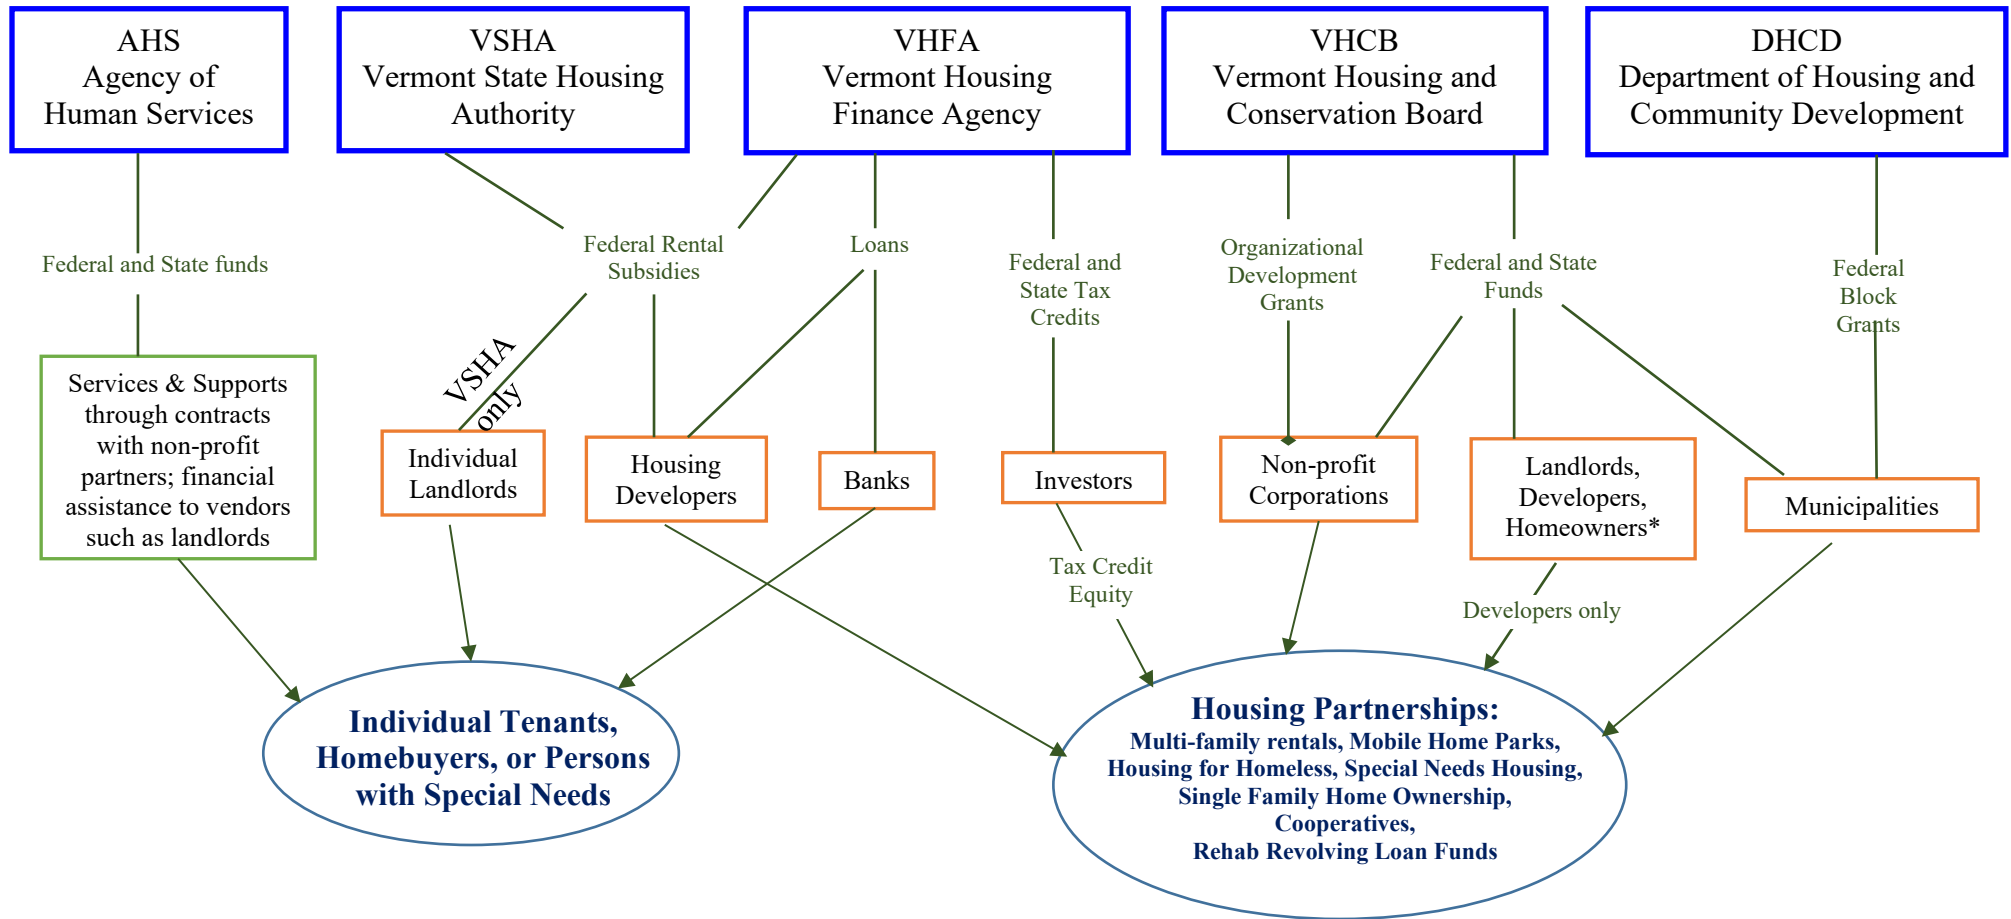 AHS
Agency of
Human Services
VSHA
Vermont State Housing
Authority
VHFA
Vermont Housing
Finance Agency
VHCB
Vermont Housing and
Conservation Board
DHCD
Department of Housing and
Community Development
Federal and State funds
Federal Rental
Subsidies
Loans
Federal and
State Tax
Credits
Organizational
Development
Grants
Federal and State
Funds
Federal
Block
Grants
VSHA
only
Services & Supports
through contracts
with non-profit
partners; financial
assistance to vendors
such as landlords
Individual
Landlords
Housing
Developers
Banks
Investors
Non-profit
Corporations
Landlords,
Developers,
Homeowners*
Municipalities
Tax Credit
Equity
Developers only
Individual Tenants,
Homebuyers, or Persons
with Special Needs
Housing Partnerships:
Multi-family rentals, Mobile Home Parks,
Housing for Homeless, Special Needs Housing,
Single Family Home Ownership,
Cooperatives,
Rehab Revolving Loan Funds